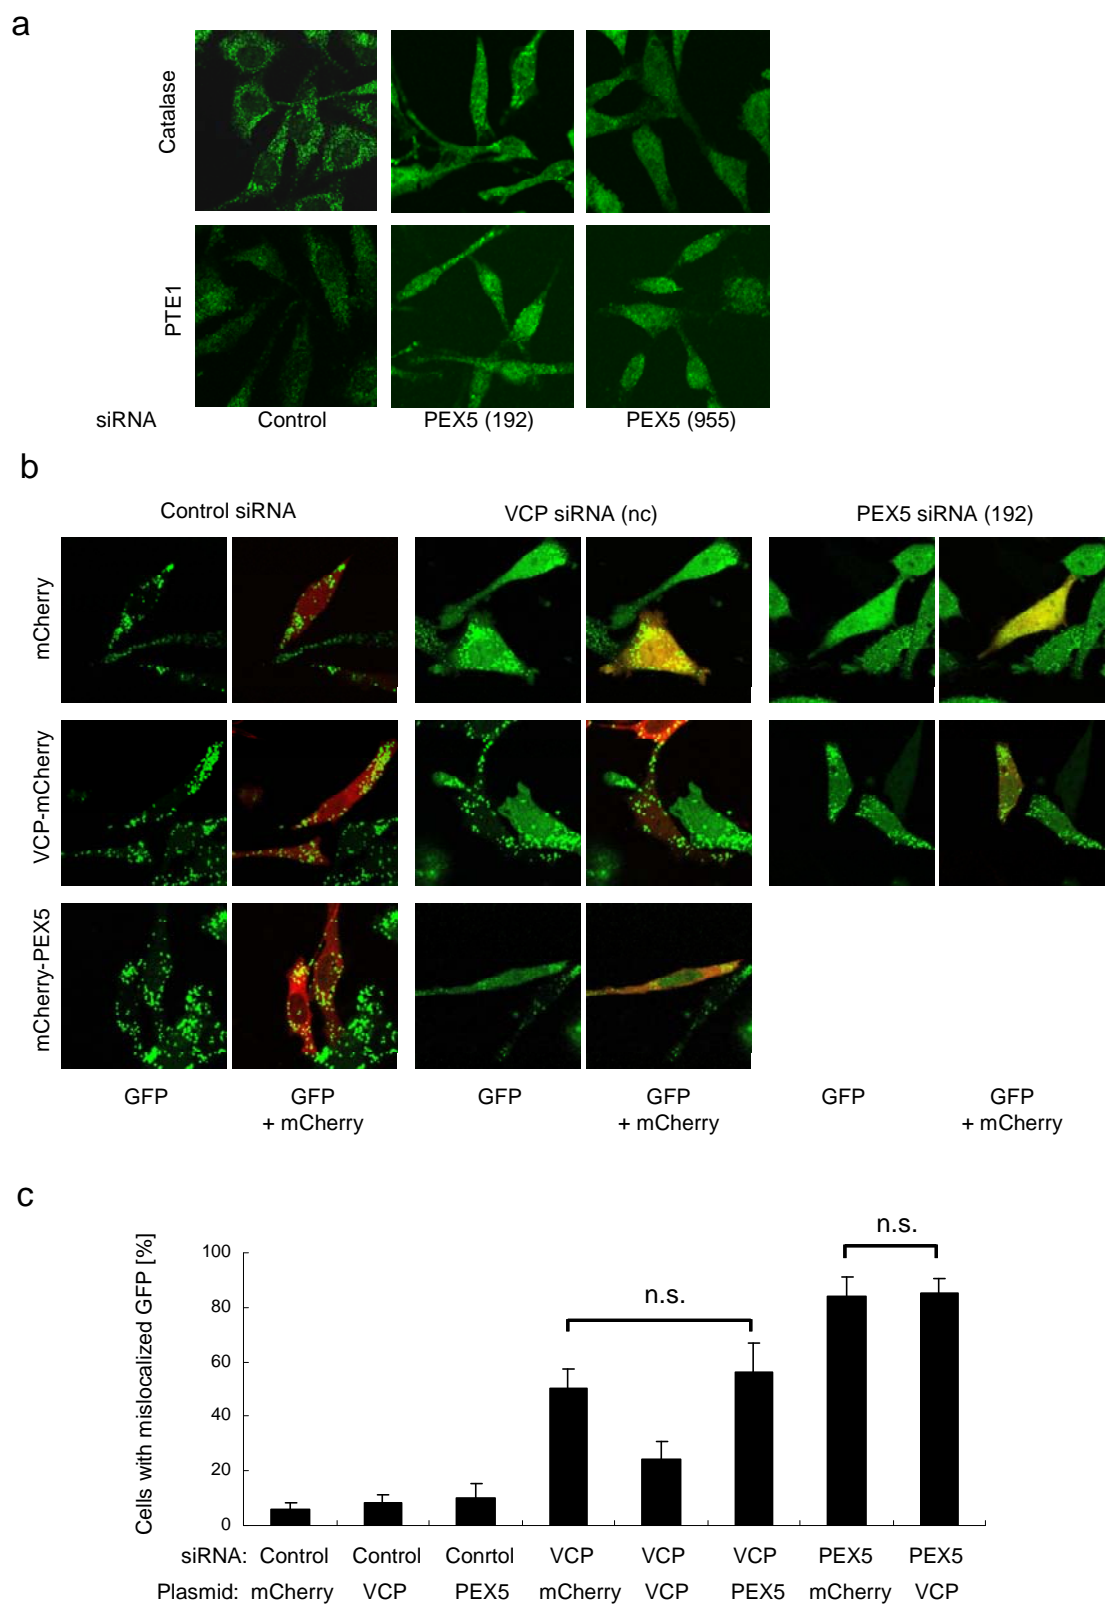 a
Catalase
PTE1
siRNA Control PEX5 (192) PEX5 (955)
b
Control siRNA VCP siRNA (nc) PEX5 siRNA (192)
mCherry
VCP-mCherry
mCherry-PEX5
GFP GFP GFP GFP GFP GFP
+ mCherry + mCherry + mCherry
c
Cells with mislocalized GFP [%]
n.s.
n.s.
100
80
60
40
20
0
siRNA: Control Control Conrtol VCP VCP VCP PEX5 PEX5
Plasmid: mCherry VCP PEX5 mCherry VCP PEX5 mCherry VCP